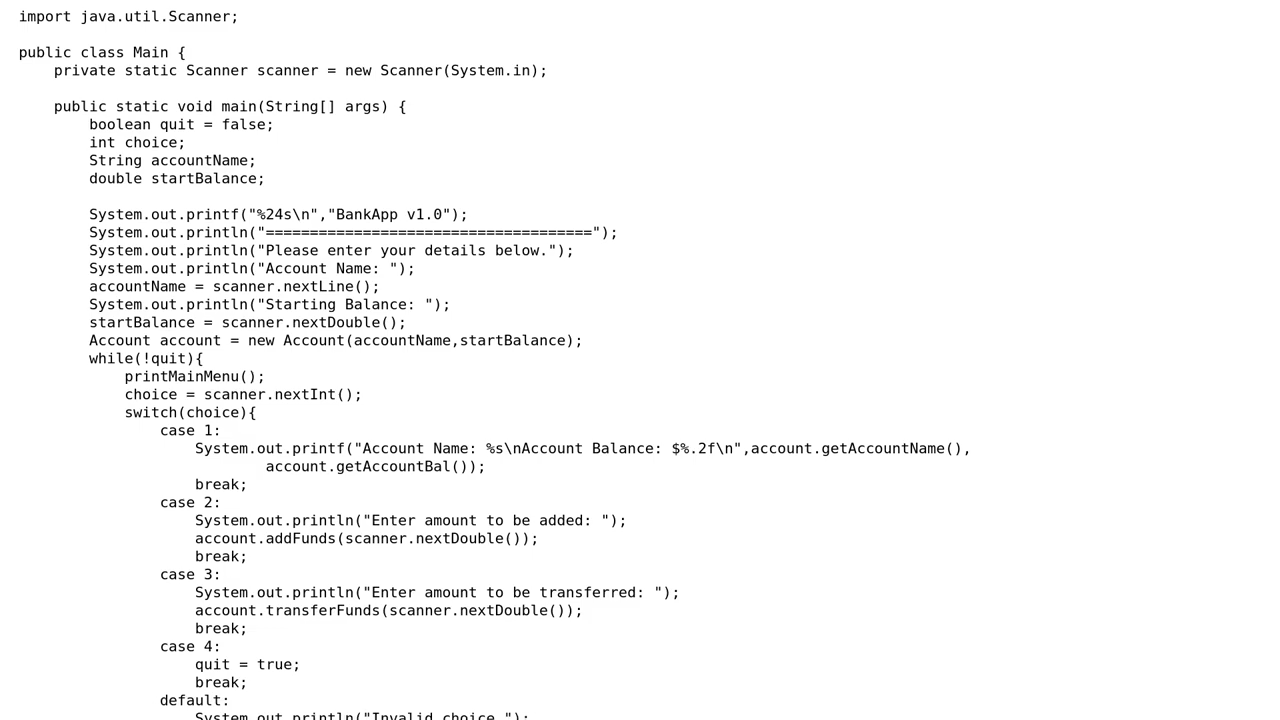 import java.util.Scanner;

public class Main {
    private static Scanner scanner = new Scanner(System.in);

    public static void main(String[] args) {
        boolean quit = false;
        int choice;
        String accountName;
        double startBalance;

        System.out.printf("%24s\n","BankApp v1.0");
        System.out.println("=====================================");
        System.out.println("Please enter your details below.");
        System.out.println("Account Name: ");
        accountName = scanner.nextLine();
        System.out.println("Starting Balance: ");
        startBalance = scanner.nextDouble();
        Account account = new Account(accountName,startBalance);
        while(!quit){
            printMainMenu();
            choice = scanner.nextInt();
            switch(choice){
                case 1:
                    System.out.printf("Account Name: %s\nAccount Balance: $%.2f\n",account.getAccountName(),
                            account.getAccountBal());
                    break;
                case 2:
                    System.out.println("Enter amount to be added: ");
                    account.addFunds(scanner.nextDouble());
                    break;
                case 3:
                    System.out.println("Enter amount to be transferred: ");
                    account.transferFunds(scanner.nextDouble());
                    break;
                case 4:
                    quit = true;
                    break;
                default:
                    System.out.println("Invalid choice.");